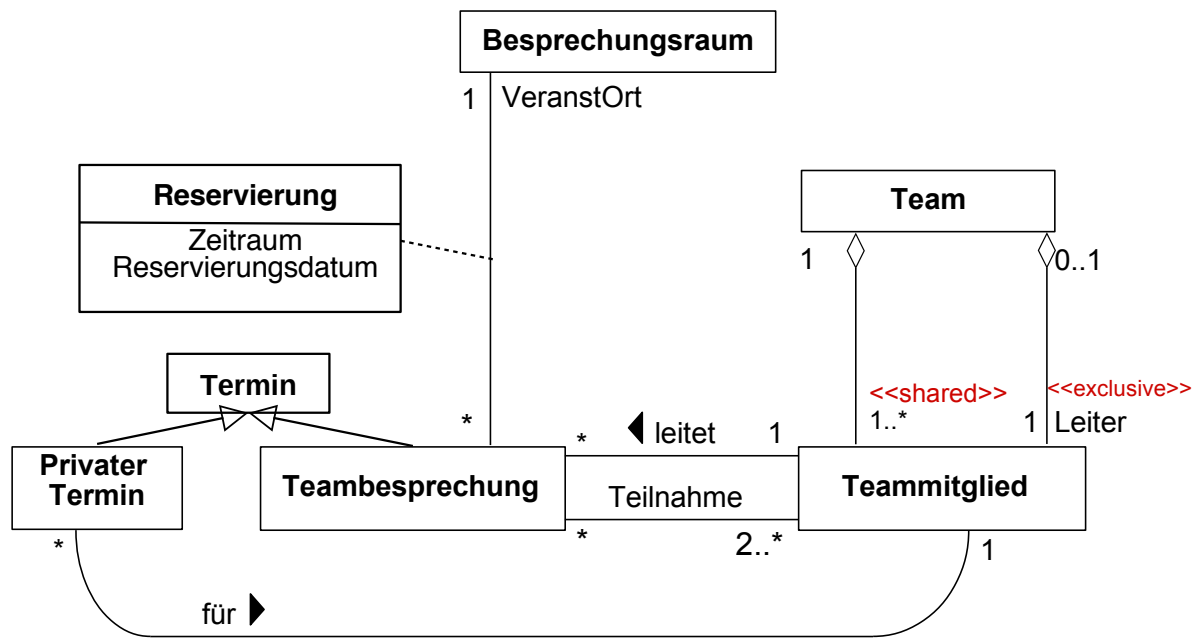 Besprechungsraum
1 VeranstOrt
Reservierung
Zeitraum
Reservierungsdatum
Team
1
0..1
Termin
<<shared>>
<<exclusive>>
*
* leitet 1
1..*
1 Leiter
Privater
Termin
Teambesprechung
Teilnahme
Teammitglied
*
*
2..*
1
für